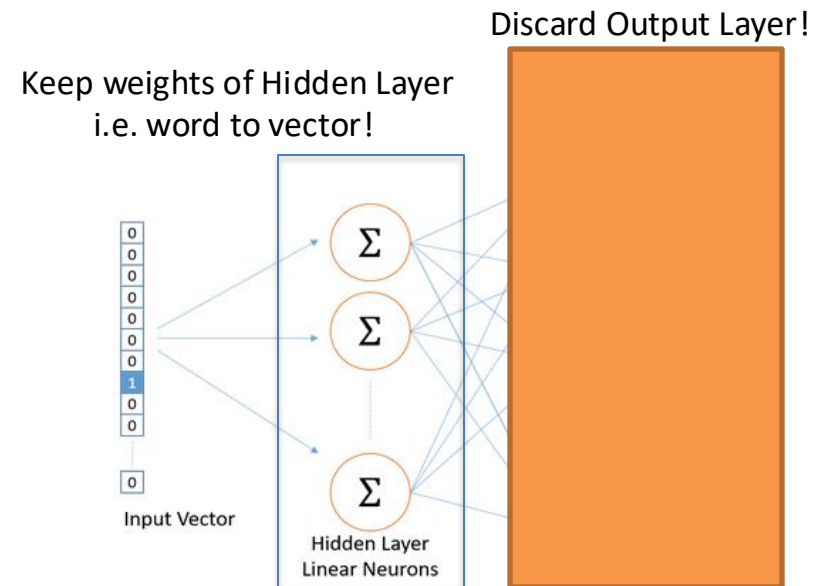 Discard Output Layer!
Keep weights of Hidden Layer
i.e. word to vector!
0
0
0
0
0
0
0
1
0
0
0
Σ
Σ
Σ
Input Vector
Hidden Layer
Linear Neurons